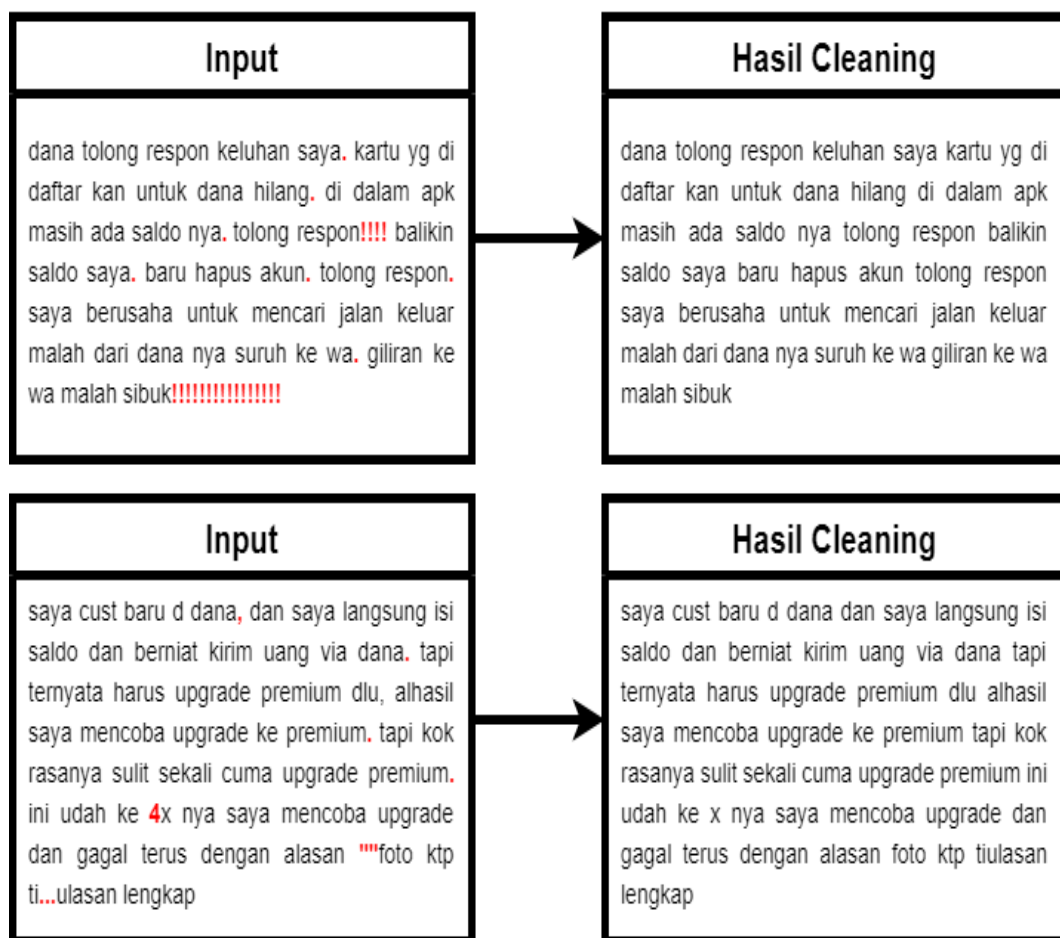 Input
dana tolong respon keluhan saya. kartu yg di
daftar kan untuk dana hilang. di dalam apk
masih ada saldo nya. tolong respon!!!! balikin
saldo saya. baru hapus akun. tolong respon.
saya berusaha untuk mencari jalan keluar
malah dari dana nya suruh ke wa. giliran ke
wa malah sibuk!!!!!!!!!!!!!!!!
Hasil Cleaning
dana tolong respon keluhan saya kartu yg di
daftar kan untuk dana hilang di dalam apk
masih ada saldo nya tolong respon balikin
saldo saya baru hapus akun tolong respon
saya berusaha untuk mencari jalan keluar
malah dari dana nya suruh ke wa giliran ke wa
malah sibuk
Input
saya cust baru d dana, dan saya langsung isi
saldo dan berniat kirim uang via dana. tapi
ternyata harus upgrade premium dlu, alhasil
saya mencoba upgrade ke premium. tapi kok
rasanya sulit sekali cuma upgrade premium.
ini udah ke 4x nya saya mencoba upgrade
dan gagal terus dengan alasan ""foto ktp
ti...ulasan lengkap
Hasil Cleaning
saya cust baru d dana dan saya langsung isi
saldo dan berniat kirim uang via dana tapi
ternyata harus upgrade premium dlu alhasil
saya mencoba upgrade ke premium tapi kok
rasanya sulit sekali cuma upgrade premium ini
udah ke x nya saya mencoba upgrade dan
gagal terus dengan alasan foto ktp tiulasan
lengkap